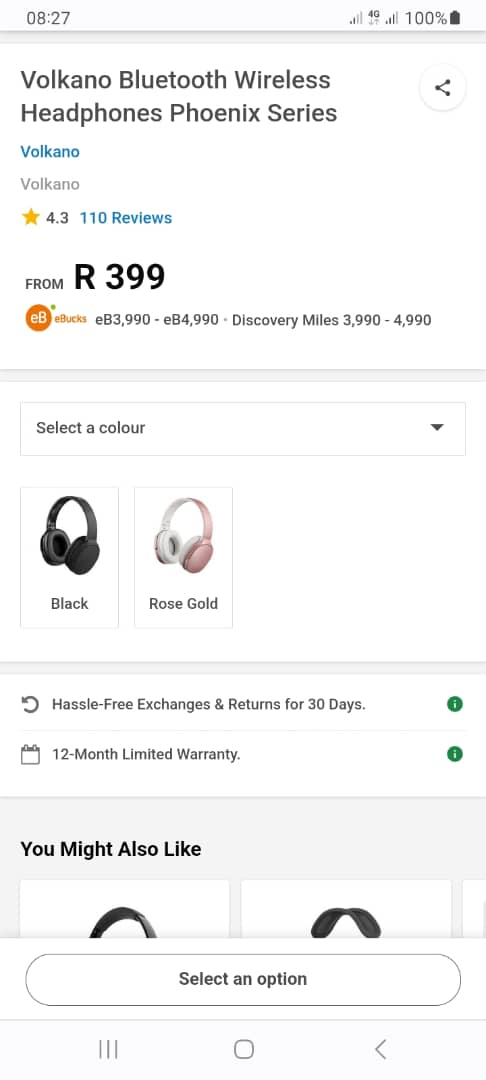 08:27 4G 100%
Volkano Bluetooth Wireless
Headphones Phoenix Series
Volkano
Volkano
4.3 110 Reviews
FROM R 399
eB eBucks eB3,990 - eB4,990 • Discovery Miles 3,990 - 4,990
Select a colour
Black Rose Gold
Hassle-Free Exchanges & Returns for 30 Days.
12-Month Limited Warranty.
You Might Also Like
Select an option